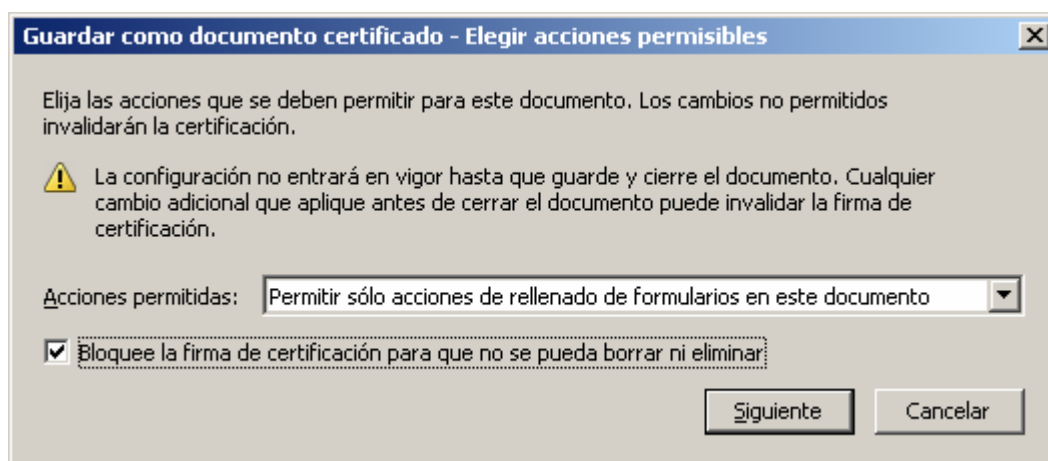 Guardar como documento certificado - Elegir acciones permisibles
Elija las acciones que se deben permitir para este documento. Los cambios no permitidos
invalidarán la certificación.
La configuración no entrará en vigor hasta que guarde y cierre el documento. Cualquier
cambio adicional que aplique antes de cerrar el documento puede invalidar la firma de
certificación.
Acciones permitidas: Permitir sólo acciones de rellenado de formularios en este documento
Bloquee la firma de certificación para que no se pueda borrar ni eliminar
Siguiente Cancelar